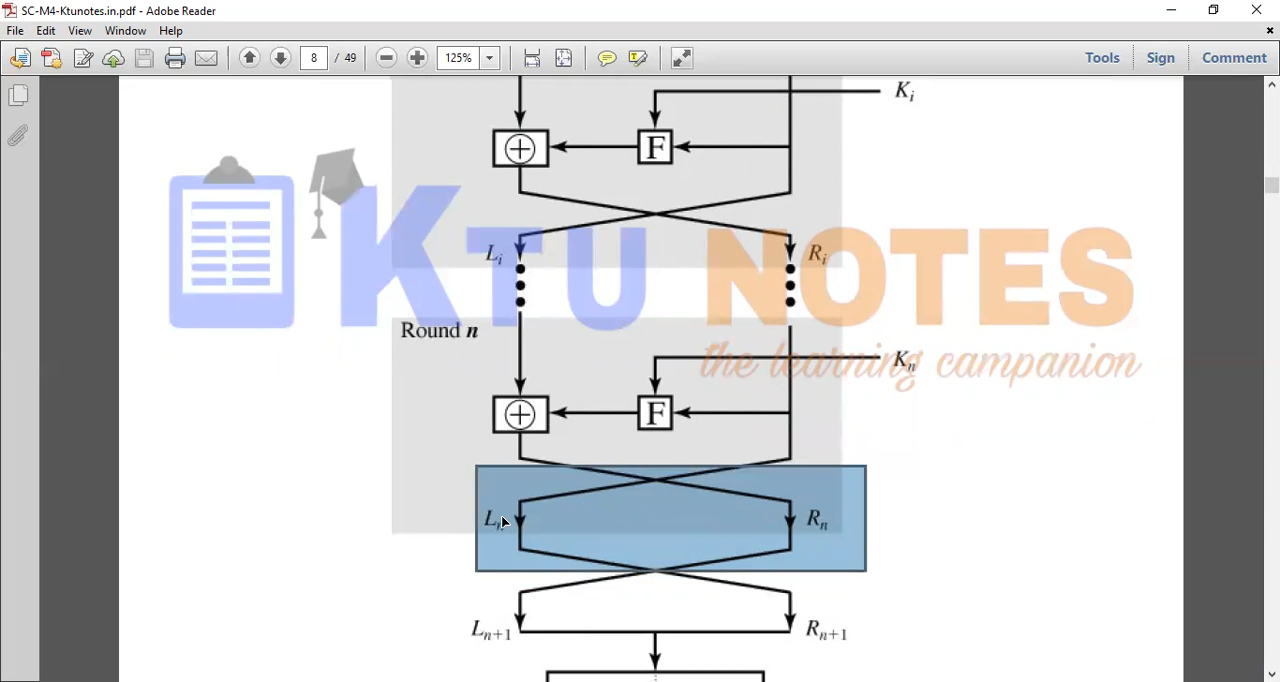 SC-M4-Ktunotes.in.pdf - Adobe Reader
File Edit View Window Help
8 / 49 125% Tools Sign Comment
Kᵢ
F
KTU NOTES
Lᵢ Rᵢ
Round n
the learning campanion
Kₙ
F
Lₙ Rₙ
Lₙ₊₁ Rₙ₊₁